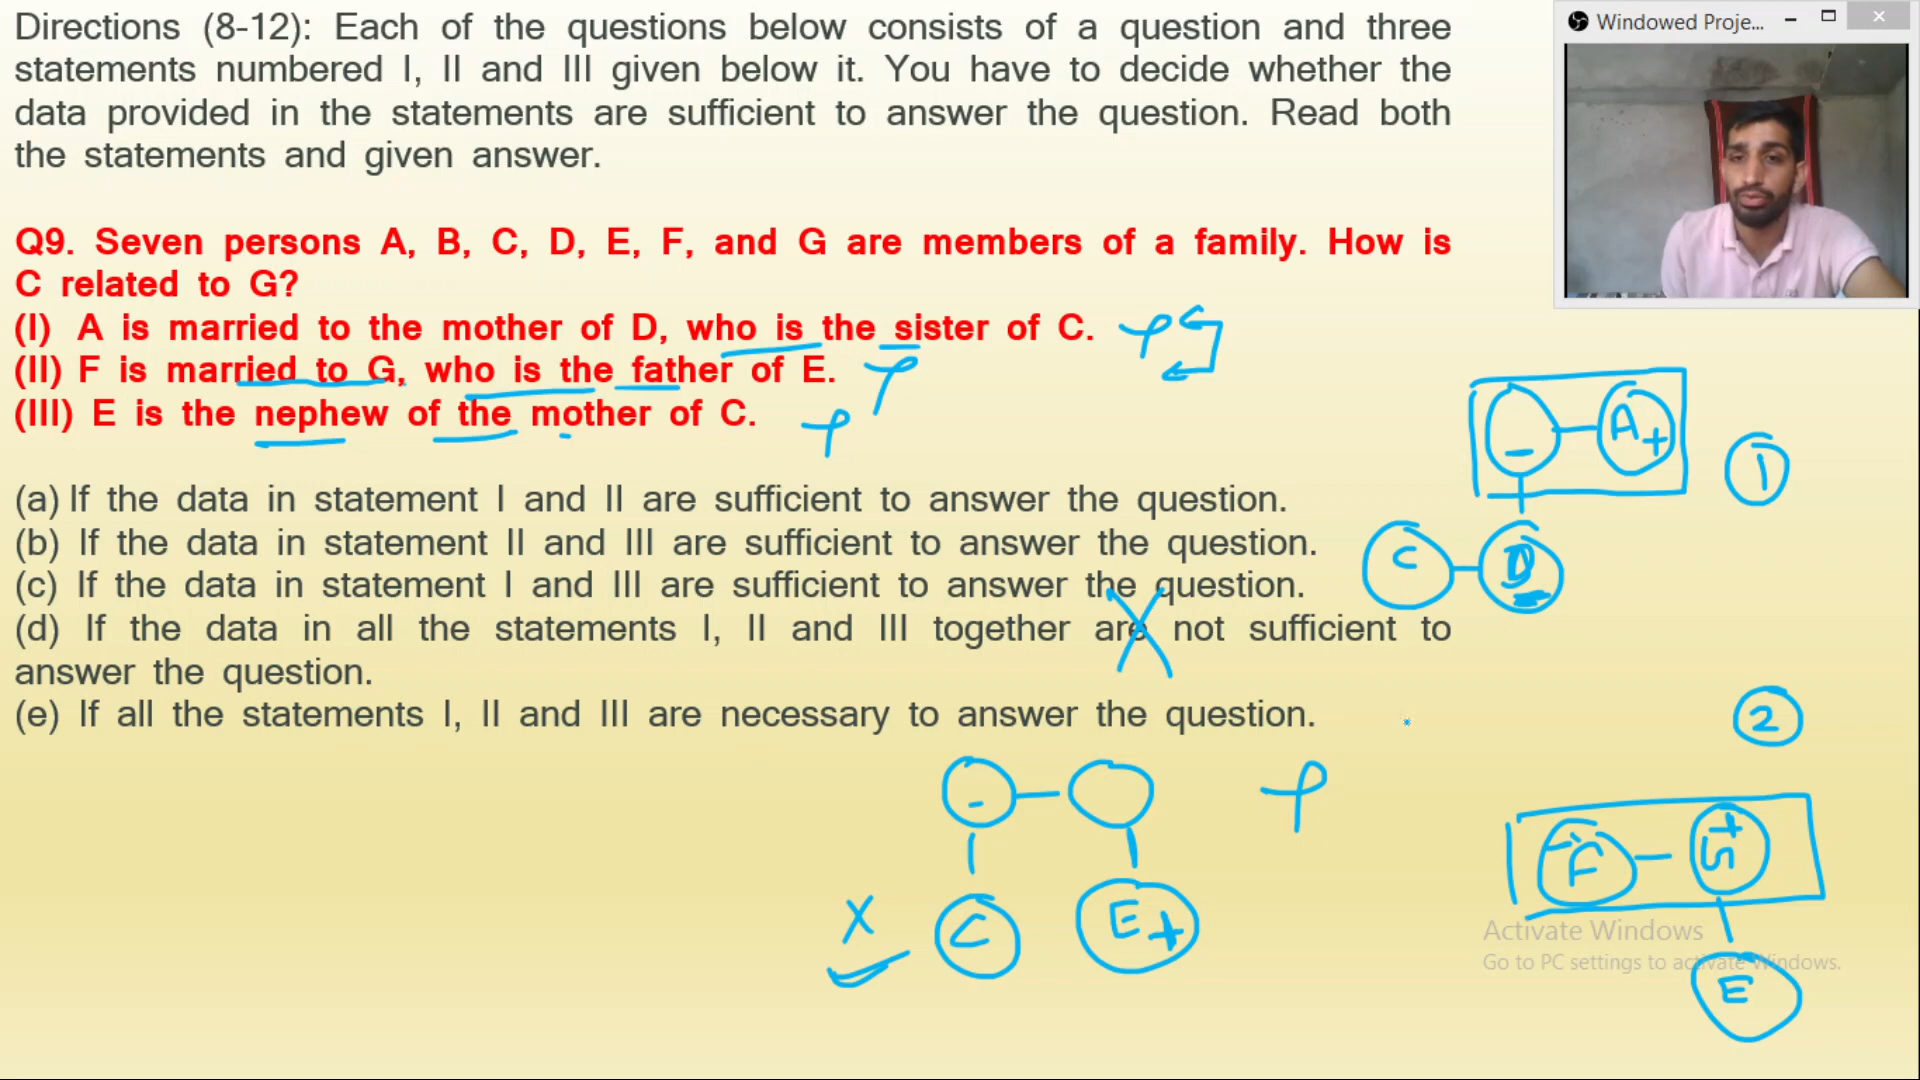 Directions (8-12): Each of the questions below consists of a question and three
statements numbered I, II and III given below it. You have to decide whether the
data provided in the statements are sufficient to answer the question. Read both
the statements and given answer.
Q9. Seven persons A, B, C, D, E, F, and G are members of a family. How is
C related to G?
(I) A is married to the mother of D, who is the sister of C.
(II) F is married to G, who is the father of E.
(III) E is the nephew of the mother of C.
(a) If the data in statement I and II are sufficient to answer the question.
(b) If the data in statement II and III are sufficient to answer the question.
(c) If the data in statement I and III are sufficient to answer the question.
(d) If the data in all the statements I, II and III together are not sufficient to
answer the question.
(e) If all the statements I, II and III are necessary to answer the question.
Windowed Proje...
- A +
1
C D
2
-
F G +
X C E +
E
Activate Windows
Go to PC settings to activate Windows.